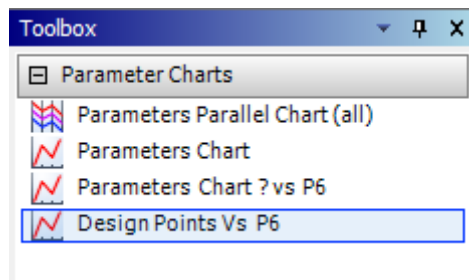 Toolbox
Parameter Charts
Parameters Parallel Chart (all)
Parameters Chart
Parameters Chart ? vs P6
Design Points Vs P6